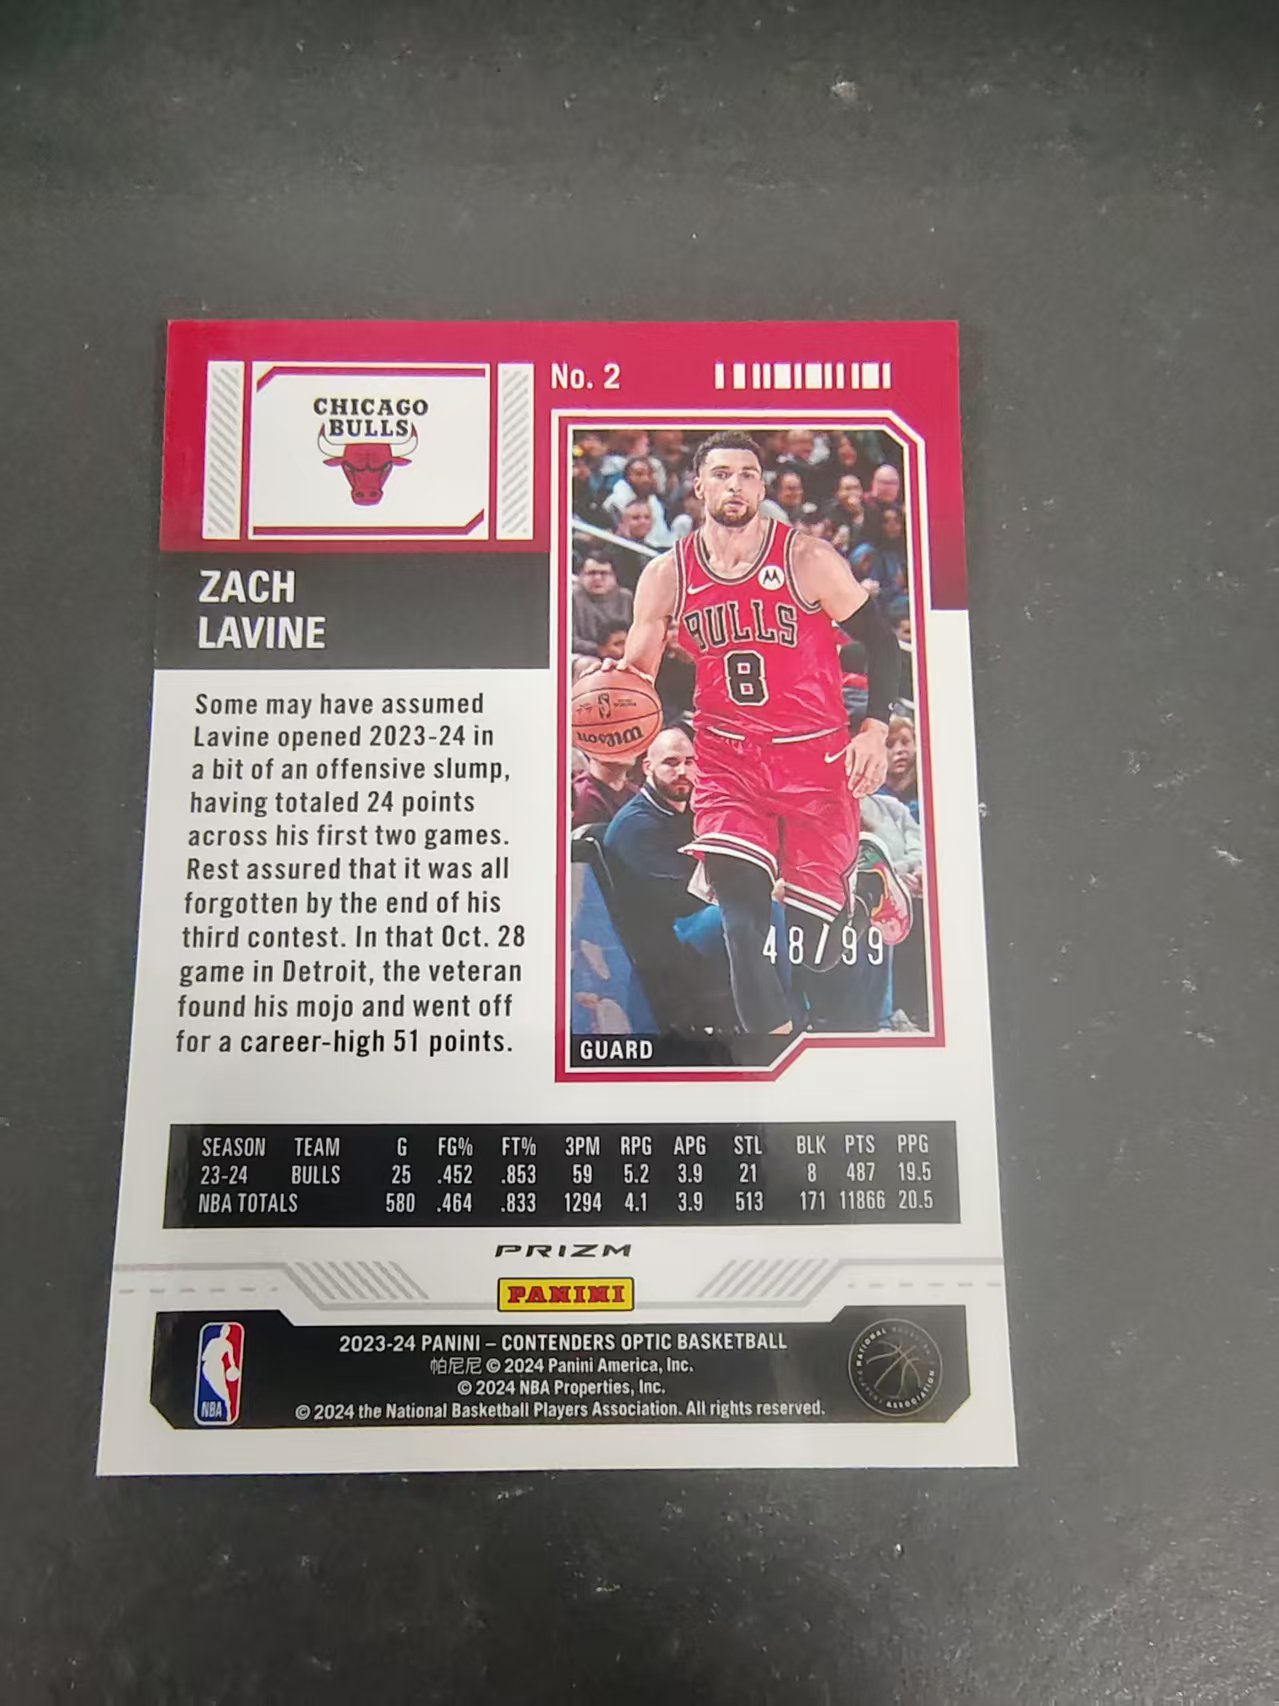 No. 2
CHICAGO
BULLS
ZACH
LAVINE
Some may have assumed
Lavine opened 2023-24 in
a bit of an offensive slump,
having totaled 24 points
across his first two games.
Rest assured that it was all
forgotten by the end of his
third contest. In that Oct. 28
game in Detroit, the veteran
found his mojo and went off
for a career-high 51 points.
BULLS
8
Wilson
48/99
GUARD
SEASON TEAM G FG% FT% 3PM RPG APG STL BLK PTS PPG
23-24 BULLS 25 .452 .853 59 5.2 3.9 21 8 487 19.5
NBA TOTALS 580 .464 .833 1294 4.1 3.9 513 171 11866 20.5
PRIZM
PANINI
2023-24 PANINI – CONTENDERS OPTIC BASKETBALL
帕尼尼 © 2024 Panini America, Inc.
© 2024 NBA Properties, Inc.
© 2024 the National Basketball Players Association. All rights reserved.
NBA
NATIONAL BASKETBALL PLAYERS ASSOCIATION